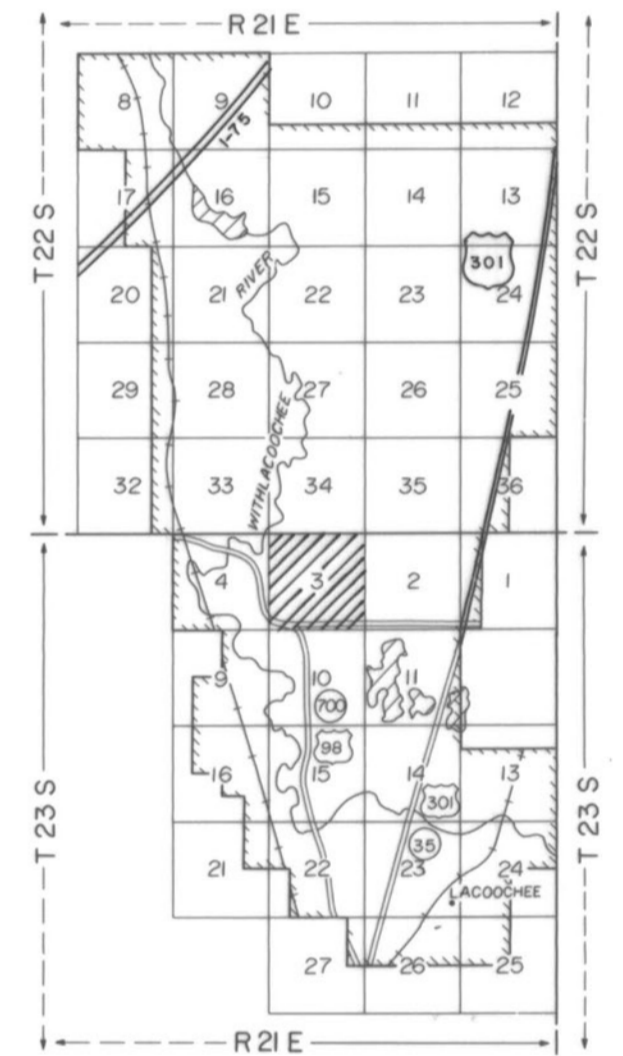 R 21 E
8 9 10 11 12
I-75
17 16 15 14 13
T 22 S
T 22 S
301
RIVER
20 21 22 23 24
29 28 27 26 25
WITHLACOOCHEE
32 33 34 35 36
4 3 2 1
9 10 11
700
98
16 15 14 13
301
T 23 S
T 23 S
35
21 22 23 24
LACOOCHEE
27 26 25
R 21 E